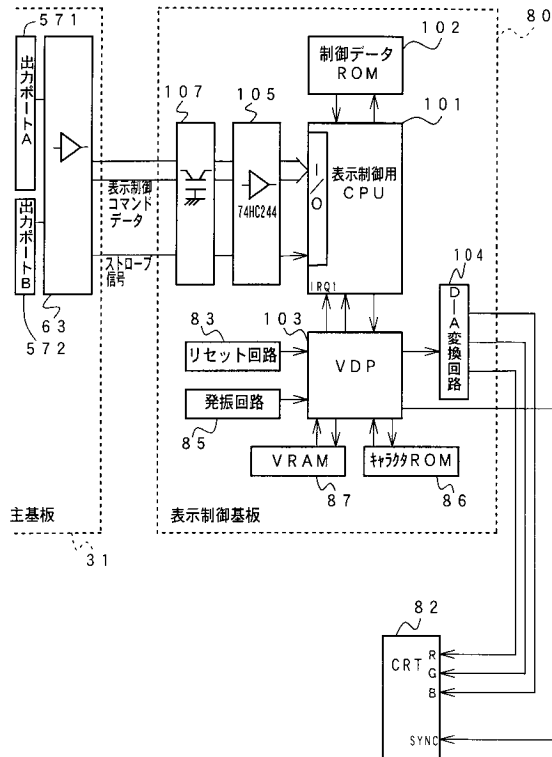 571
出力ポートA
出力ポートB
63
572
主基板
31
表示制御
コマンド
データ
ストローブ
信号
80
107
105
74HC244
102
制御データ
ROM
101
I/O
表示制御用
CPU
IRQ1
103
VDP
83
リセット回路
発振回路
85
VRAM
87
キャラクタROM
86
104
D-A変換回路
表示制御基板
82
CRT
R
G
B
SYNC